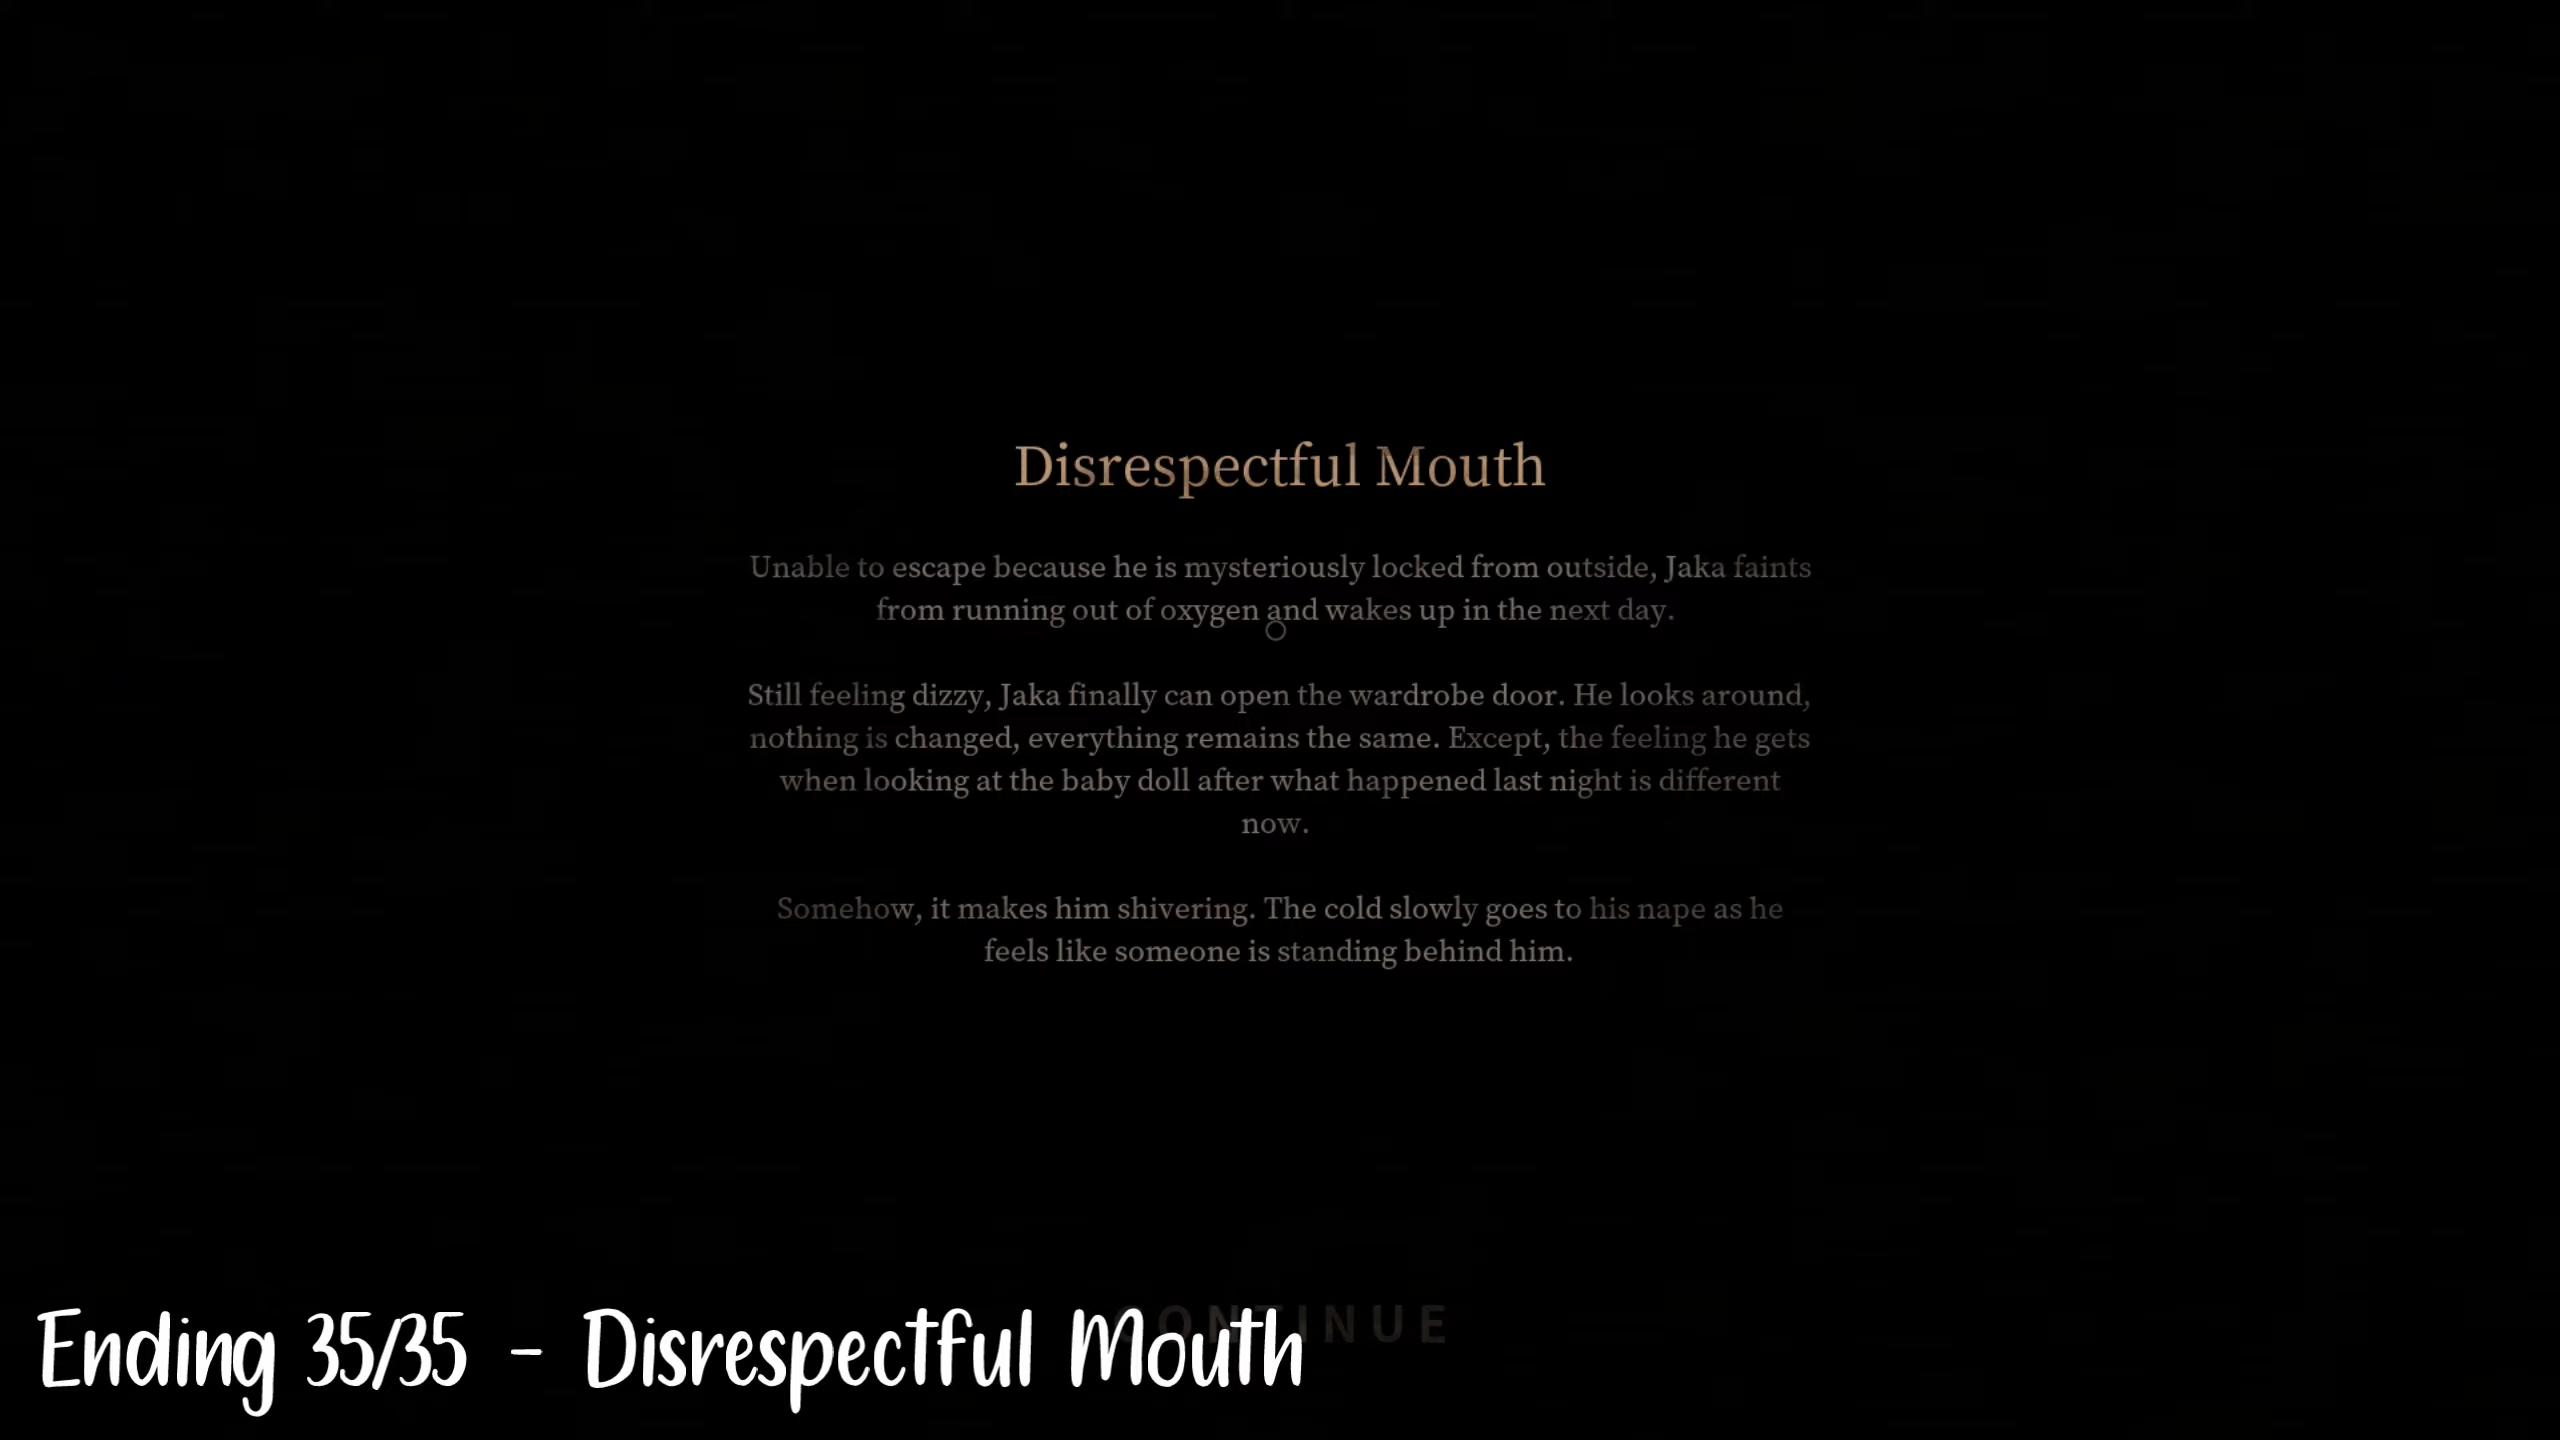 Disrespectful Mouth
Unable to escape because he is mysteriously locked from outside, Jaka faints
from running out of oxygen and wakes up in the next day.
Still feeling dizzy, Jaka finally can open the wardrobe door. He looks around,
nothing is changed, everything remains the same. Except, the feeling he gets
when looking at the baby doll after what happened last night is different
now.
Somehow, it makes him shivering. The cold slowly goes to his nape as he
feels like someone is standing behind him.
CONTINUE
Ending 35/35 - Disrespectful Mouth